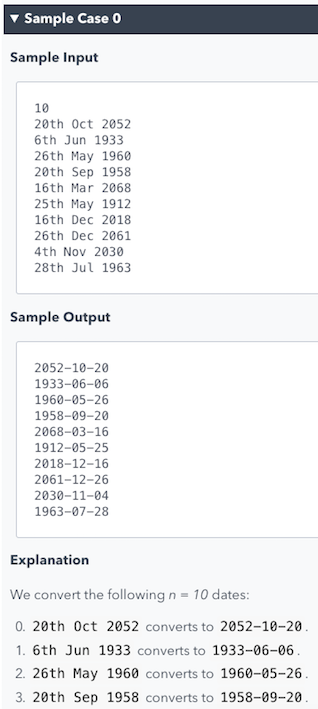 ▼ Sample Case 0
Sample Input
10
20th Oct 2052
6th Jun 1933
26th May 1960
20th Sep 1958
16th Mar 2068
25th May 1912
16th Dec 2018
26th Dec 2061
4th Nov 2030
28th Jul 1963
Sample Output
2052-10-20
1933-06-06
1960-05-26
1958-09-20
2068-03-16
1912-05-25
2018-12-16
2061-12-26
2030-11-04
1963-07-28
Explanation
We convert the following n = 10 dates:
0. 20th Oct 2052 converts to 2052-10-20.
1. 6th Jun 1933 converts to 1933-06-06.
2. 26th May 1960 converts to 1960-05-26.
3. 20th Sep 1958 converts to 1958-09-20.